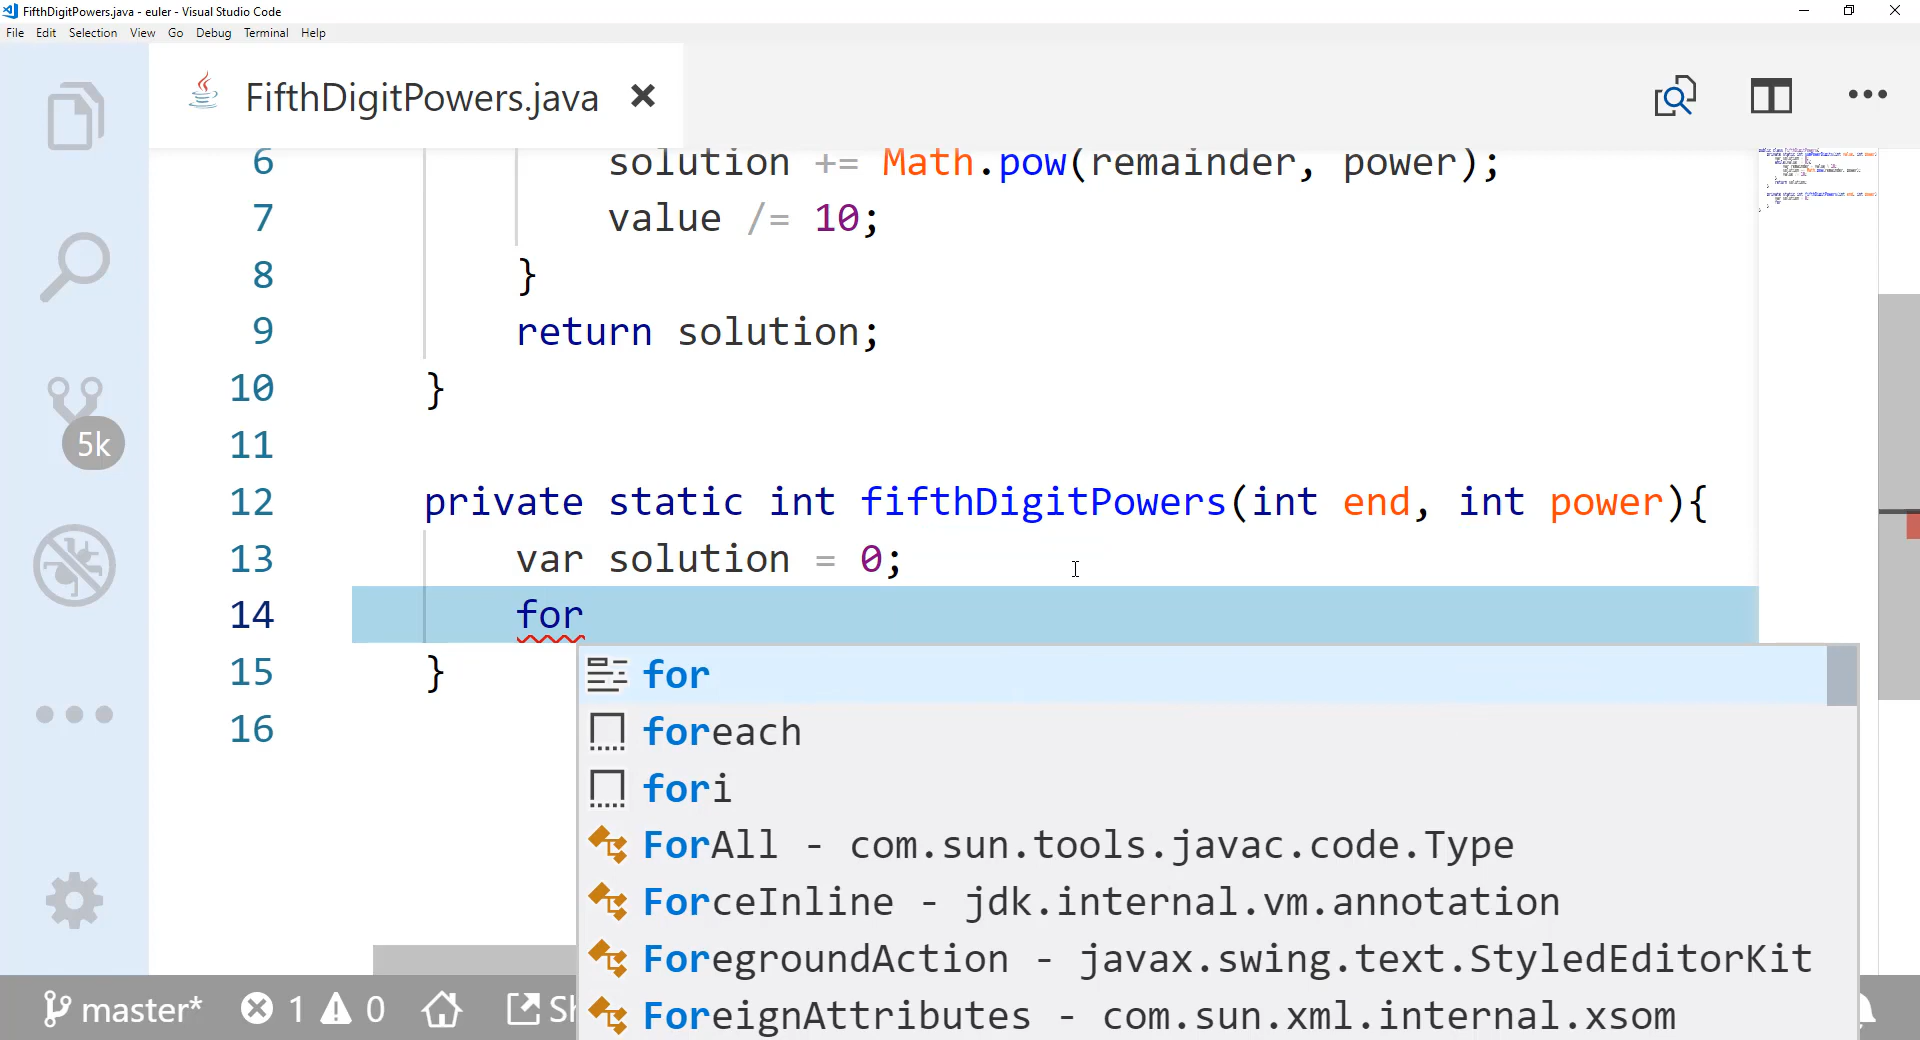 FifthDigitPowers.java - euler - Visual Studio Code
File Edit Selection View Go Debug Terminal Help
FifthDigitPowers.java
6 solution += Math.pow(remainder, power);
7 value /= 10;
8 }
9 return solution;
10 }
11
12 private static int fifthDigitPowers(int end, int power){
13 var solution = 0;
14 for
15 }
16
for
foreach
fori
ForAll - com.sun.tools.javac.code.Type
ForceInline - jdk.internal.vm.annotation
ForegroundAction - javax.swing.text.StyledEditorKit
ForeignAttributes - com.sun.xml.internal.xsom
5k
master* 1 0 Sh